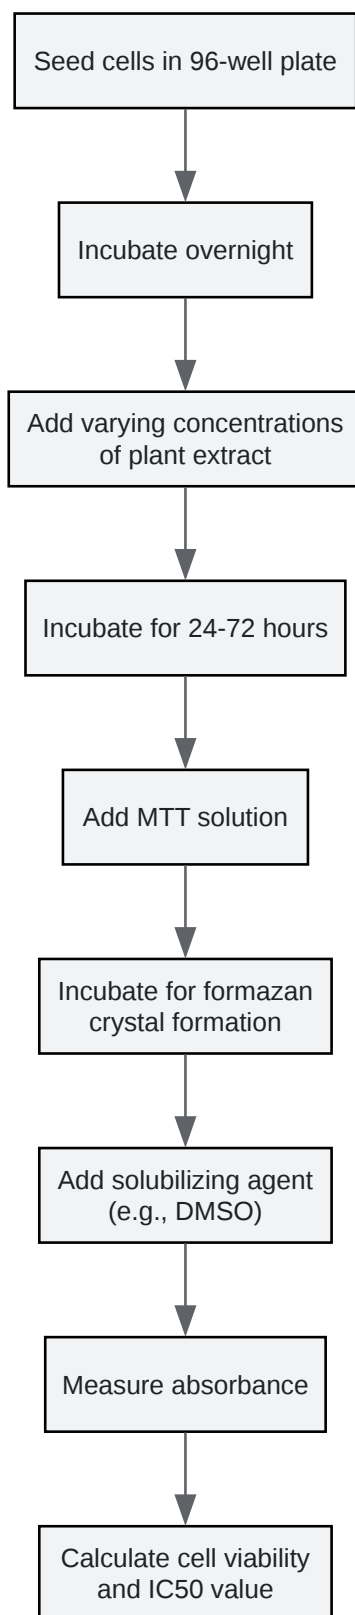 Seed cells in 96-well plate
Incubate overnight
Add varying concentrations
of plant extract
Incubate for 24-72 hours
Add MTT solution
Incubate for formazan
crystal formation
Add solubilizing agent
(e.g., DMSO)
Measure absorbance
Calculate cell viability
and IC50 value